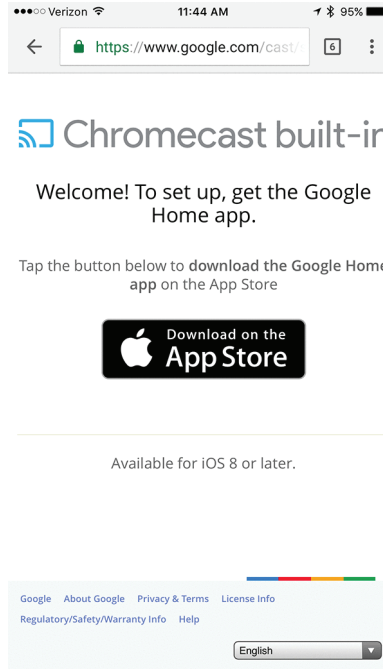 Verizon 11:44 AM 95%
https://www.google.com/cast/ 6
Chromecast built-in
Welcome! To set up, get the Google
Home app.
Tap the button below to download the Google Home
app on the App Store
Download on the
App Store
Available for iOS 8 or later.
Google About Google Privacy & Terms License Info
Regulatory/Safety/Warranty Info Help
English